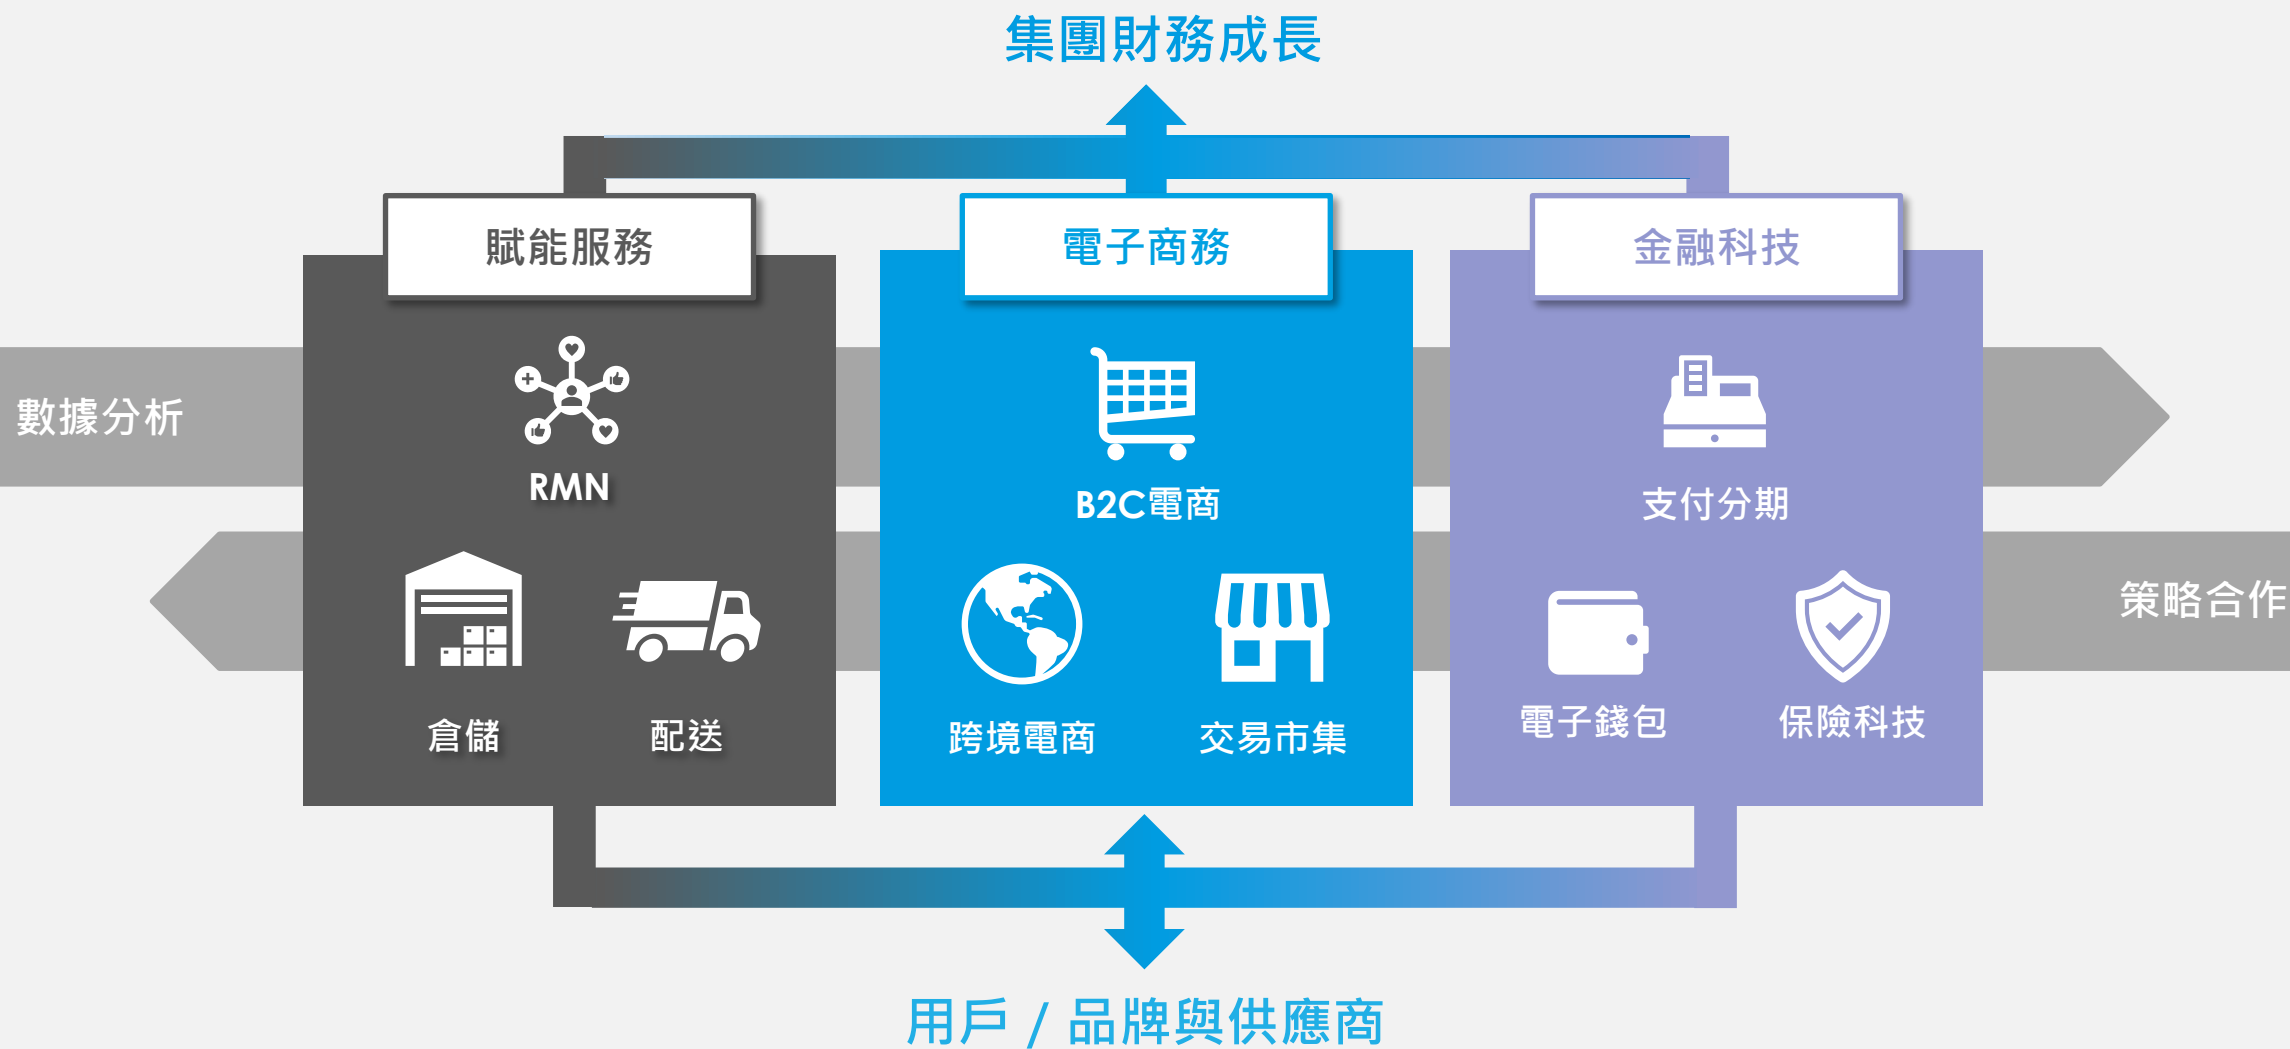 集團財務成長
賦能服務
電子商務
金融科技
數據分析
RMN
B2C電商
支付分期
策略合作
倉儲
配送
跨境電商
交易市集
電子錢包
保險科技
用戶 / 品牌與供應商